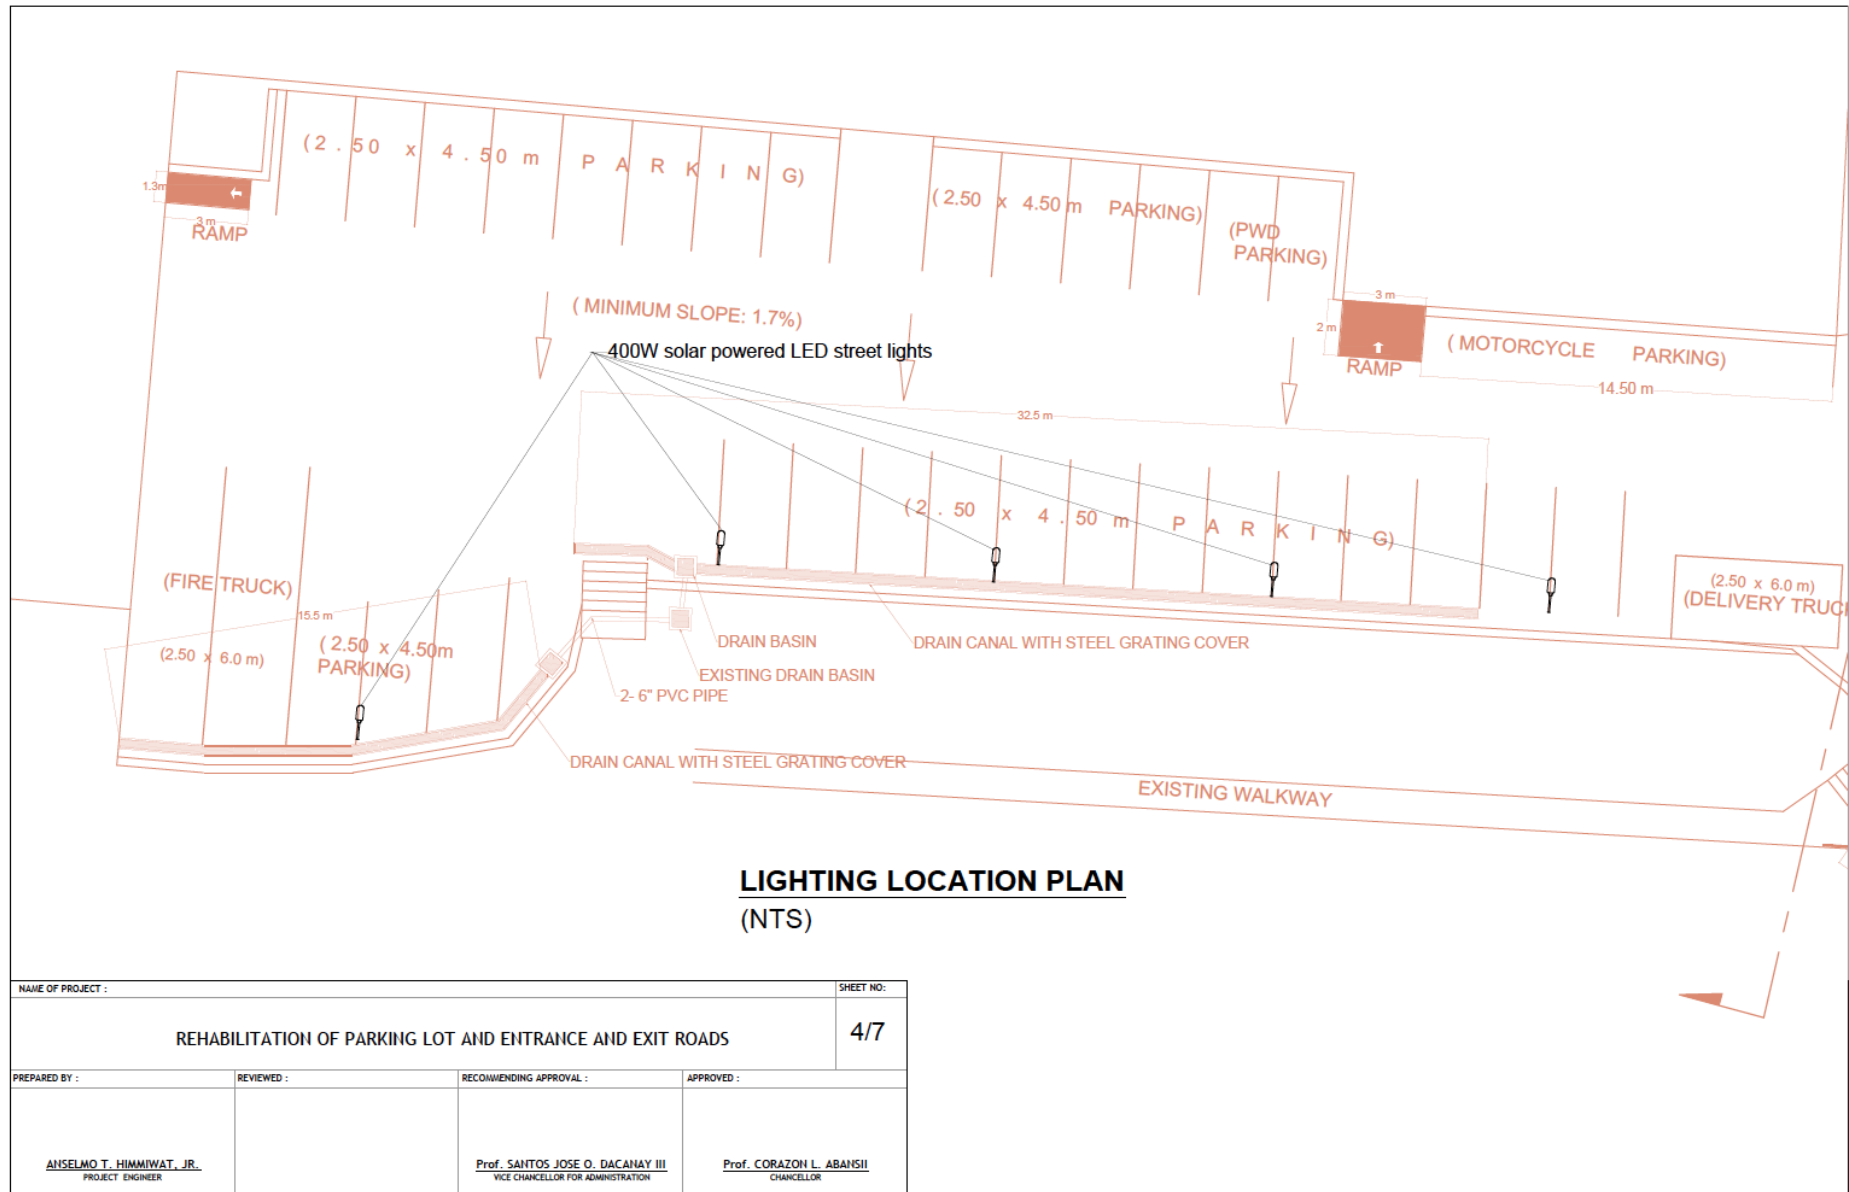 (2.50 x 4.50 m PARKING)
1.3m
3 m
RAMP
(2.50 x 4.50 m PARKING)
(PWD
PARKING)
(MINIMUM SLOPE: 1.7%)
400W solar powered LED street lights
3 m
2 m
RAMP
(MOTORCYCLE PARKING)
14.50 m
32.5 m
(2.50 x 4.50 m PARKING)
(FIRE TRUCK)
15.5 m
(2.50 x 6.0 m)
(2.50 x 4.50m
PARKING)
(2.50 x 6.0 m)
(DELIVERY TRUC
DRAIN BASIN
DRAIN CANAL WITH STEEL GRATING COVER
EXISTING DRAIN BASIN
2- 6" PVC PIPE
DRAIN CANAL WITH STEEL GRATING COVER
EXISTING WALKWAY
LIGHTING LOCATION PLAN
(NTS)
NAME OF PROJECT :
SHEET NO:
REHABILITATION OF PARKING LOT AND ENTRANCE AND EXIT ROADS
4/7
PREPARED BY :
REVIEWED :
RECOMMENDING APPROVAL :
APPROVED :
ANSELMO T. HIMMIWAT, JR.
PROJECT ENGINEER
Prof. SANTOS JOSE O. DACANAY III
VICE CHANCELLOR FOR ADMINISTRATION
Prof. CORAZON L. ABANSII
CHANCELLOR